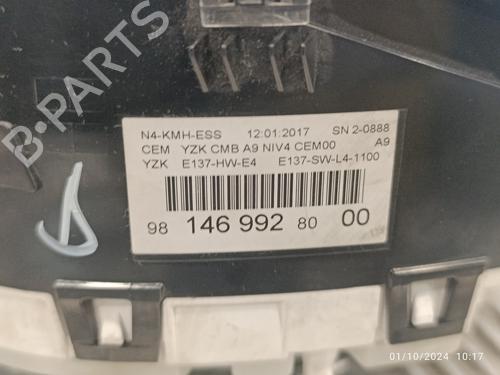 N4-KMH-ESS 12:01:2017 SN 2-0888
CEM YZK CMB A9 NIV4 CEM00 A9
YZK E137-HW-E4 E137-SW-L4-1100
98 146 992 80 00
B-PARTS
01/10/2024 10:17